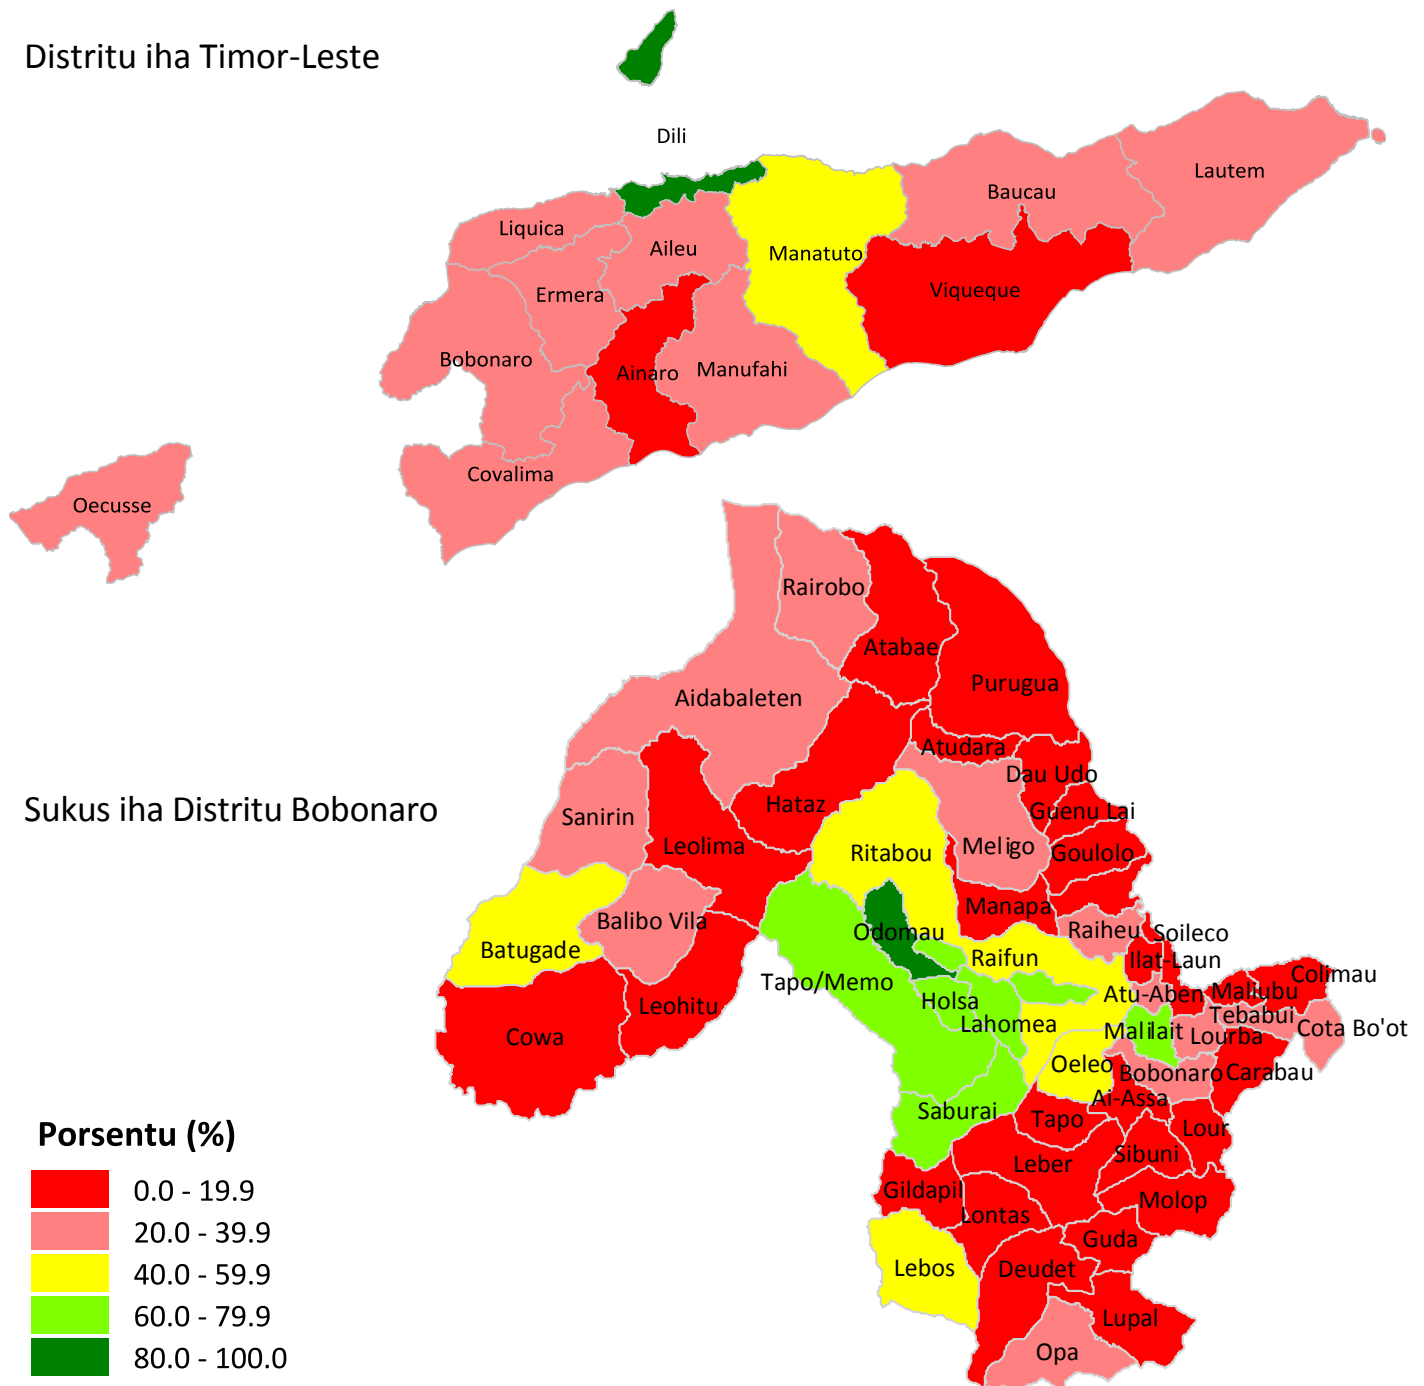 Distritu iha Timor-Leste
Dili
Lautem
Baucau
Liquica
Aileu
Manatuto
Viqueque
Ermera
Bobonaro
Ainaro
Manufahi
Covalima
Oecusse
Rairobo
Atabae
Purugua
Aidabaleten
Atudara
Dau Udo
Sukus iha Distritu Bobonaro
Hataz
Guenu Lai
Sanirin
Leolima
Ritabou
Meligo
Goulolo
Manapa
Balibo Vila
Odomau
Raiheu
Soileco
Batugade
Raifun
Ilat-Laun
Colimau
Tapo/Memo
Holsa
Atu-Aben
Mallubu
Leohitu
Lahomea
Tebabui
Cowa
Malilait
Lourba
Cota Bo'ot
Oeleo
Bobonaro
Carabau
Ai-Assa
Saburai
Tapo
Lour
Porsentu (%)
Leber
Sibuni
0.0 - 19.9
Gildapil
Molop
Lontas
20.0 - 39.9
Guda
40.0 - 59.9
Lebos
Deudet
60.0 - 79.9
Lupal
80.0 - 100.0
Opa